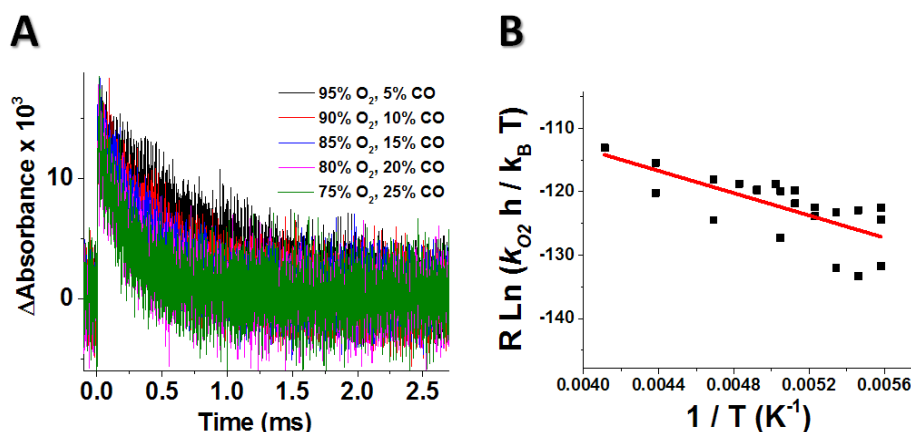 A
ΔAbsorbance x 10³
10
0
95% O₂, 5% CO
90% O₂, 10% CO
85% O₂, 15% CO
80% O₂, 20% CO
75% O₂, 25% CO
0.0 0.5 1.0 1.5 2.0 2.5
Time (ms)
B
R Ln (k_O2 h / k_B T)
-110
-120
-130
-140
0.0040 0.0044 0.0048 0.0052 0.0056
1 / T (K⁻¹)